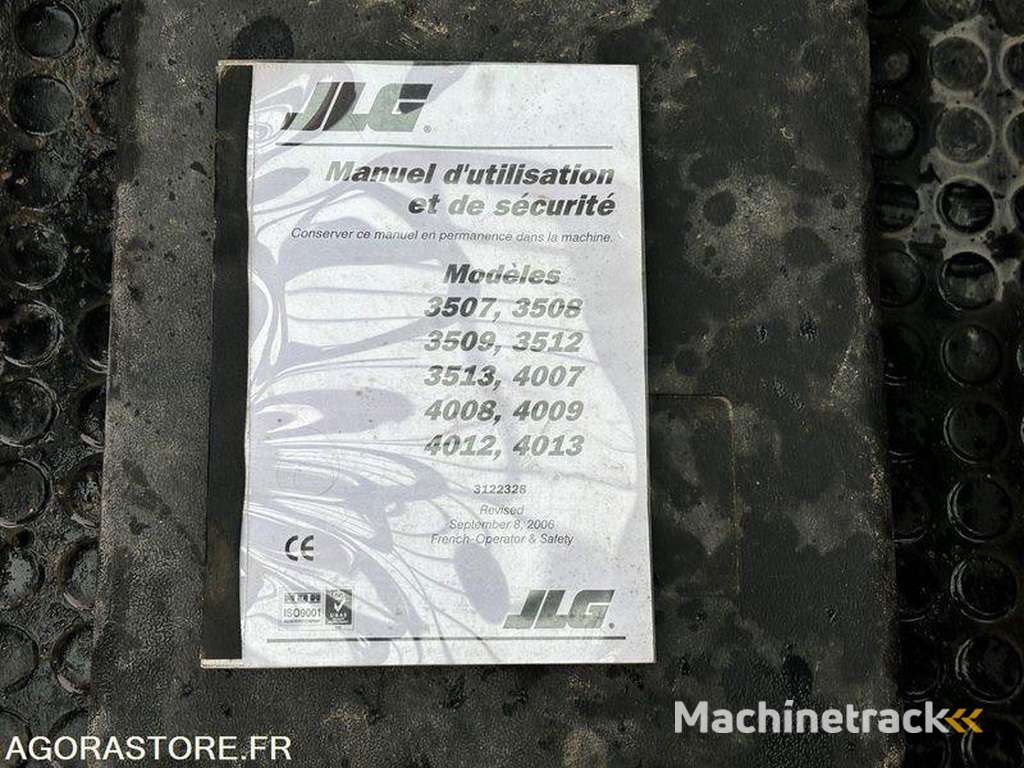 JLG®
Manuel d'utilisation
et de sécurité
Conserver ce manuel en permanence dans la machine.
Modèles
3507, 3508
3509, 3512
3513, 4007
4008, 4009
4012, 4013
3122328
Revised
September 8, 2006
French-Operator & Safety
CE
ISO9001
JLG®
Machinetrack
AGORASTORE.FR